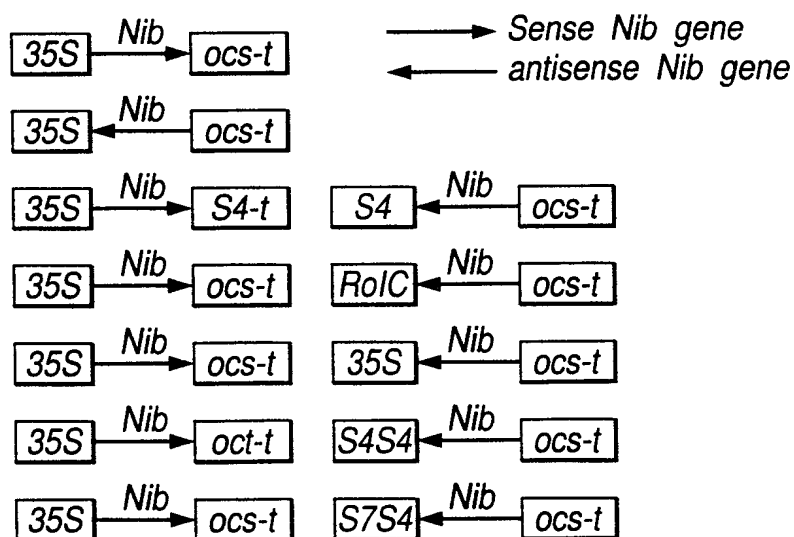 Nib
35S ocs-t
Sense Nib gene
antisense Nib gene
Nib
35S ocs-t
Nib Nib
35S S4-t S4 ocs-t
Nib Nib
35S ocs-t RolC ocs-t
Nib Nib
35S ocs-t 35S ocs-t
Nib Nib
35S oct-t S4S4 ocs-t
Nib Nib
35S ocs-t S7S4 ocs-t